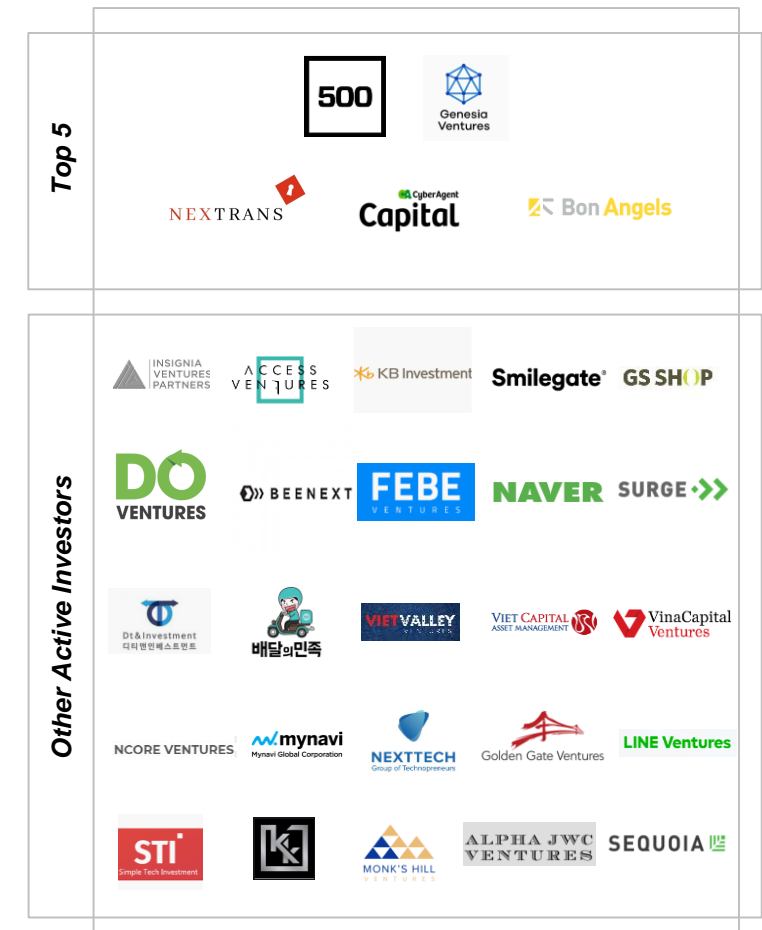 Top 5
500
Genesia
Ventures
NEXTRANS
CyberAgent
Capital
Bon Angels
Other Active Investors
INSIGNIA
VENTURES
PARTNERS
ACCESS
VENTURES
KB Investment
Smilegate
GS SHOP
DO
VENTURES
BEENEXT
FEBE
VENTURES
NAVER
SURGE
Dt&Investment
디티앤인베스트먼트
배달의민족
VIETVALLEY
VENTURES
VIET CAPITAL
ASSET MANAGEMENT
VinaCapital
Ventures
NCORE VENTURES
mynavi
Mynavi Global Corporation
NEXTTECH
Group of Technopreneurs
Golden Gate Ventures
LINE Ventures
STI
Simple Tech Investment
KK
MONK'S HILL
VENTURES
ALPHA JWC
VENTURES
SEQUOIA